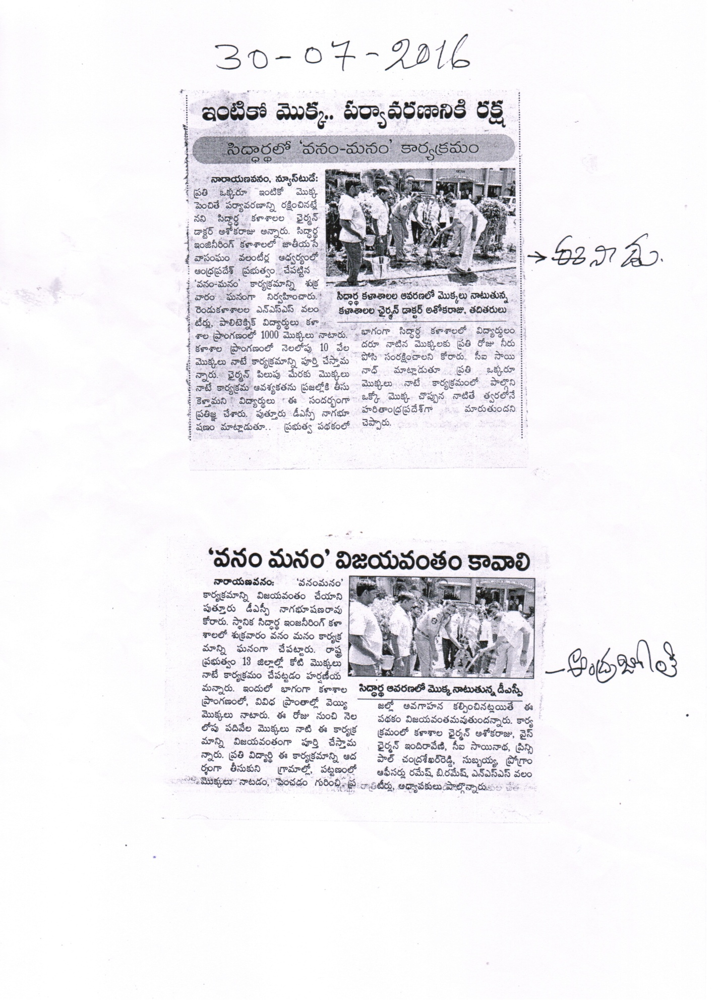 30-07-2016
ఇంటికో మొక్క.. పర్యావరణానికి రక్ష
సిద్ధార్థలో ‘వనం-మనం’ కార్యక్రమం
నారాయణవనం, న్యూస్‌టుడే:
ప్రతి ఒక్కరూ ఇంటికో మొక్క
పెంచితే పర్యావరణాన్ని రక్షించినట్లే
నని సిద్ధార్థ కళాశాలల ఛైర్మన్
డాక్టర్ అశోకరాజు అన్నారు. సిద్ధార్థ
ఇంజినీరింగ్ కళాశాలలో జాతీయసే
వాసంఘం వలంటీర్ల ఆధ్వర్యంలో
ఆంధ్రప్రదేశ్ ప్రభుత్వం చేపట్టిన
‘వనం-మనం’ కార్యక్రమాన్ని శుక్ర
వారం ఘనంగా నిర్వహించారు.
రెండుకళాశాలల ఎన్ఎస్ఎస్ వలం
టీర్లు, పాలిటెక్నిక్ విద్యార్థులు కళా
శాల ప్రాంగణంలో 1000 మొక్కలు నాటారు.
కళాశాల ప్రాంగణంలో నెలలోపు 10 వేల
మొక్కలు నాటే కార్యక్రమాన్ని పూర్తి చేస్తామ
న్నారు. ఛైర్మన్ పిలుపు మేరకు మొక్కలు
నాటే కార్యక్రమ ఆవశ్యకతను ప్రజల్లోకి తీసు
కెళ్తామని విద్యార్థులు ఈ సందర్భంగా
ప్రతిజ్ఞ చేశారు. పుత్తూరు డీఎస్పీ నాగభూ
షణం మాట్లాడుతూ.. ప్రభుత్వ పథకంలో
సిద్ధార్థ కళాశాలల ఆవరణలో మొక్కలు నాటుతున్న
కళాశాలల ఛైర్మన్ డాక్టర్ అశోకరాజు, తదితరులు
భాగంగా సిద్ధార్థ కళాశాలలో విద్యార్థులం
దరూ నాటిన మొక్కలకు ప్రతి రోజు నీరు
పోసి సంరక్షించాలని కోరారు. సీఐ సాయి
నాధ్ మాట్లాడుతూ ప్రతి ఒక్కరూ
మొక్కలు నాటే కార్యక్రమంలో పాల్గొని
ఒక్కో మొక్క చొప్పున నాటితే త్వరలోనే
హరితాంధ్రప్రదేశ్‌గా మారుతుందని
చెప్పారు.
→ ఈనాడు.
‘వనం మనం’ విజయవంతం కావాలి
నారాయణవనం: ‘వనంమనం’
కార్యక్రమాన్ని విజయవంతం చేయాని
పుత్తూరు డీఎస్పీ నాగభూషణరావు
కోరారు. స్థానిక సిద్ధార్థ ఇంజనీరింగ్ కళా
శాలలో శుక్రవారం వనం మనం కార్యక్ర
మాన్ని ఘనంగా చేపట్టారు. రాష్ట్ర
ప్రభుత్వం 13 జిల్లాల్లో కోటి మొక్కలు
నాటే కార్యక్రమం చేపట్టడం హర్షణీయ
మన్నారు. ఇందులో భాగంగా కళాశాల
ప్రాంగణంలో, వివిధ ప్రాంతాల్లో వెయ్యి
మొక్కలు నాటారు. ఈ రోజు నుంచి నెల
లోపు పదివేల మొక్కలు నాటి ఈ కార్యక్ర
మాన్ని విజయవంతంగా పూర్తి చేస్తామ
న్నారు. ప్రతి విద్యార్థి ఈ కార్యక్రమాన్ని ఆద
ర్శంగా తీసుకుని గ్రామాల్లో, పట్టణంలో
మొక్కలు నాటడం, పెంచడం గురించి ప్ర
సిద్ధార్థ ఆవరణలో మొక్క నాటుతున్న డీఎస్పీ
జల్లో అవగాహన కల్పించినట్లయితే ఈ
పథకం విజయవంతమవుతుందన్నారు. కార్య
క్రమంలో కళాశాల ఛైర్మన్ అశోకరాజు, వైస్
ఛైర్మన్ ఇందిరావేణి, సీఐ సాయినాథ, ప్రిన్సి
పాల్ చంద్రశేఖర్‌రెడ్డి, సుబ్బయ్య, ప్రోగ్రాం
ఆఫీసర్లు రమేష్, బి.రమేష్, ఎన్ఎస్ఎస్ వలం
టీర్లు, అధ్యాపకులు పాల్గొన్నారు.
– ఆంధ్రజ్యోతి